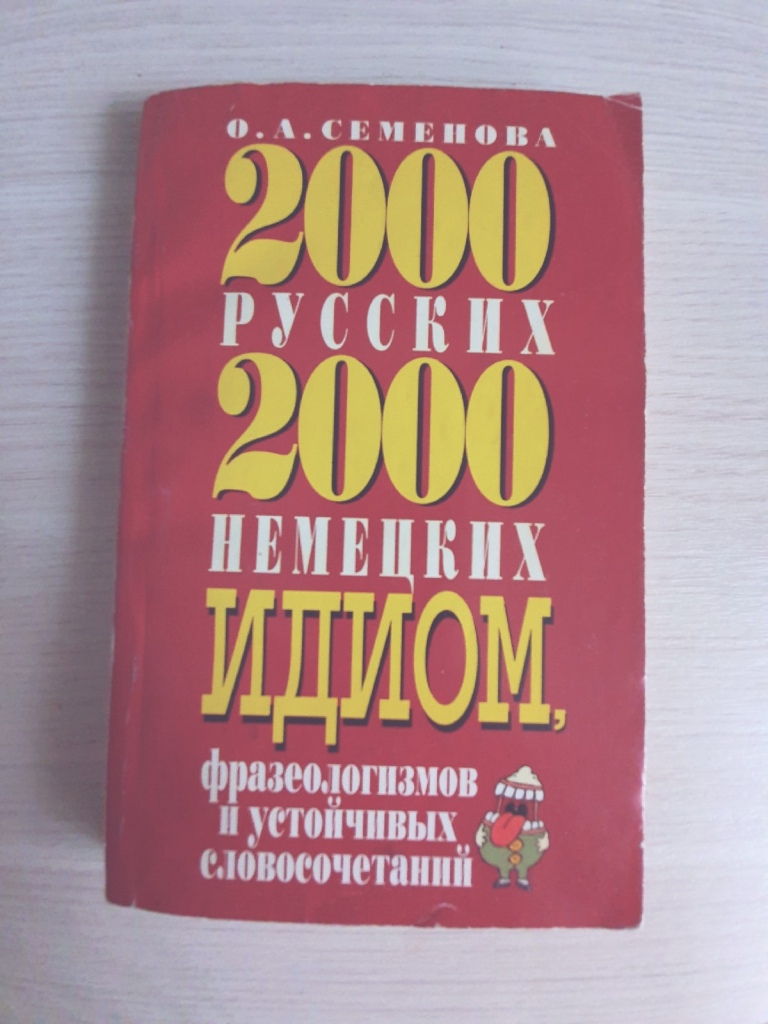 О.А.СЕМЕНОВА
2000
РУССКИХ
2000
НЕМЕЦКИХ
ИДИОМ,
фразеологизмов
и устойчивых
словосочетаний